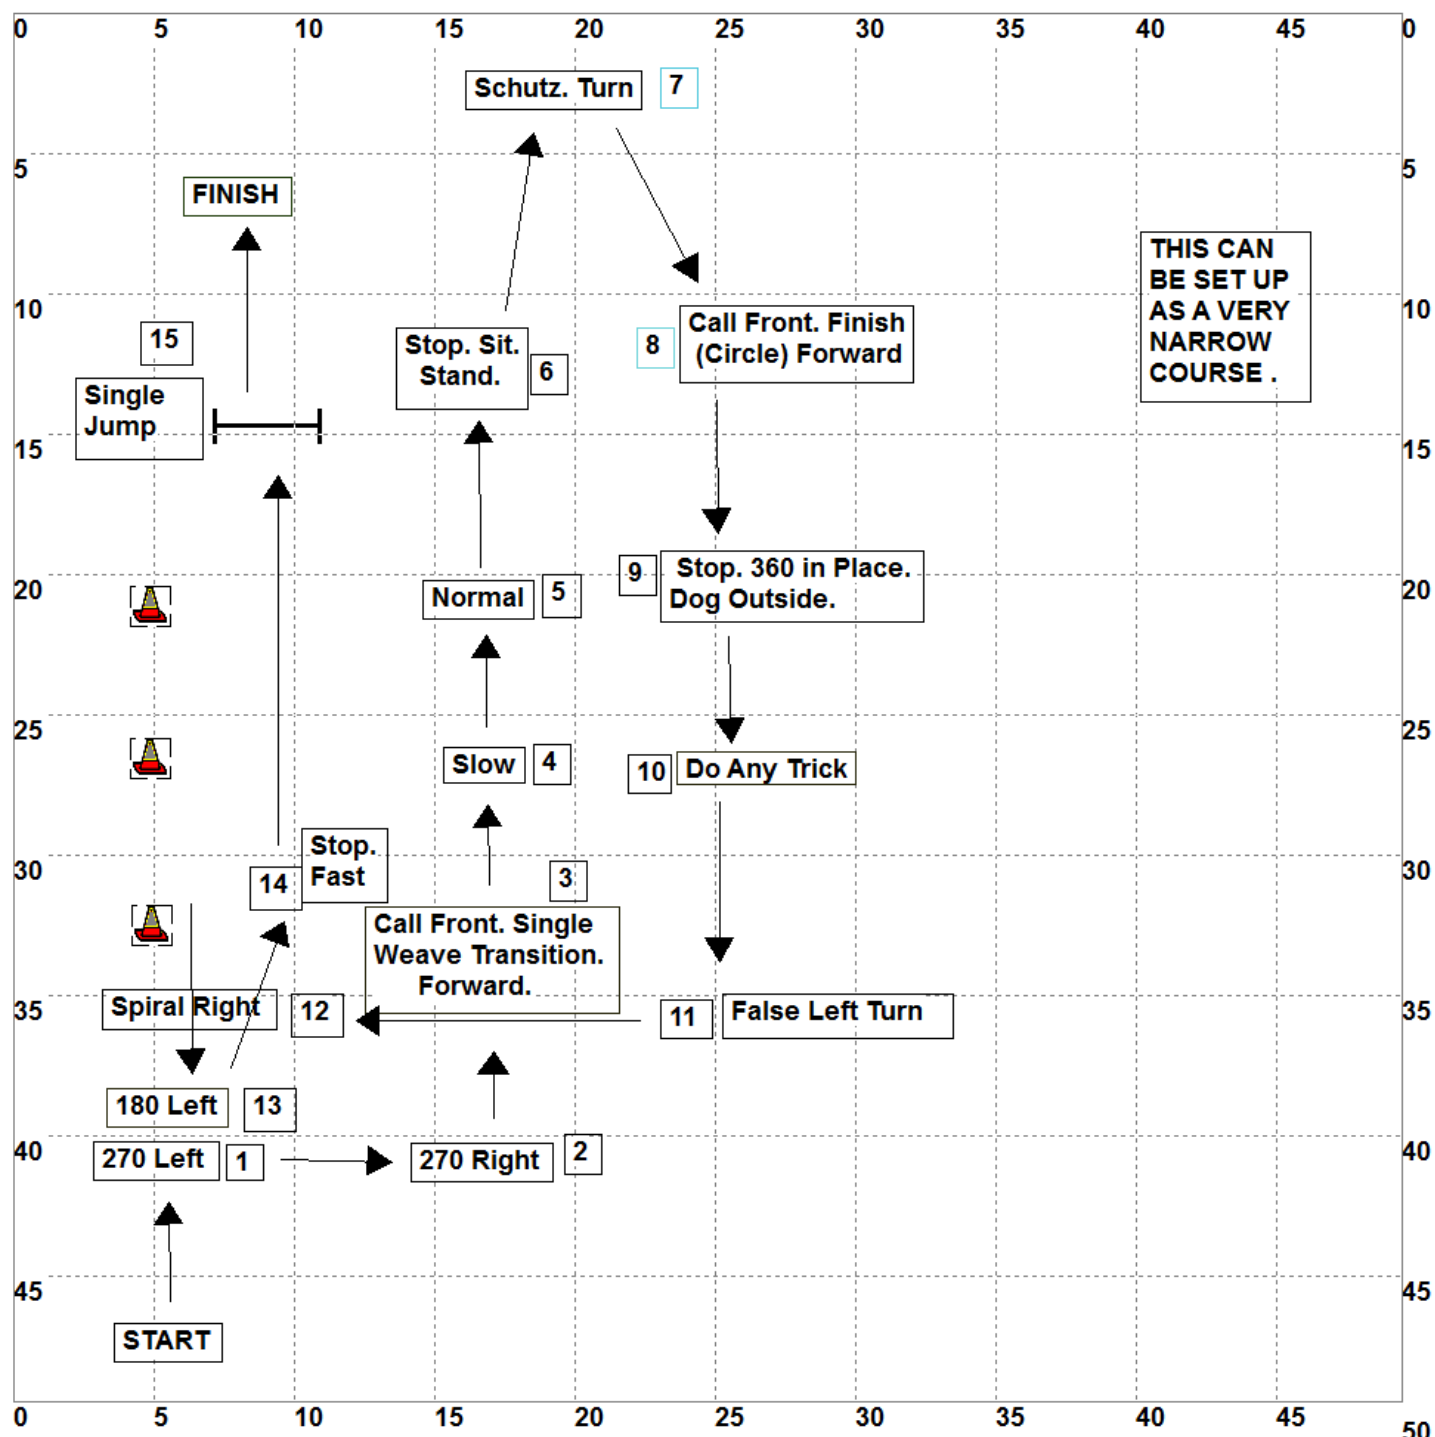 0 5 10 15 20 25 30 35 40 45 0
Schutz. Turn 7
5 5
FINISH
THIS CAN
BE SET UP
AS A VERY
NARROW
COURSE .
10 10
15
Single
Jump
Stop. Sit.
Stand.
6
8
Call Front. Finish
(Circle) Forward
15 15
9
Stop. 360 in Place.
Dog Outside.
20 20
Normal 5
25 25
Slow 4
10 Do Any Trick
30 30
14
Stop.
Fast
3
Call Front. Single
Weave Transition.
Forward.
35 35
Spiral Right 12
11 False Left Turn
180 Left 13
40 40
270 Left 1
270 Right 2
45 45
START
0 5 10 15 20 25 30 35 40 45 50